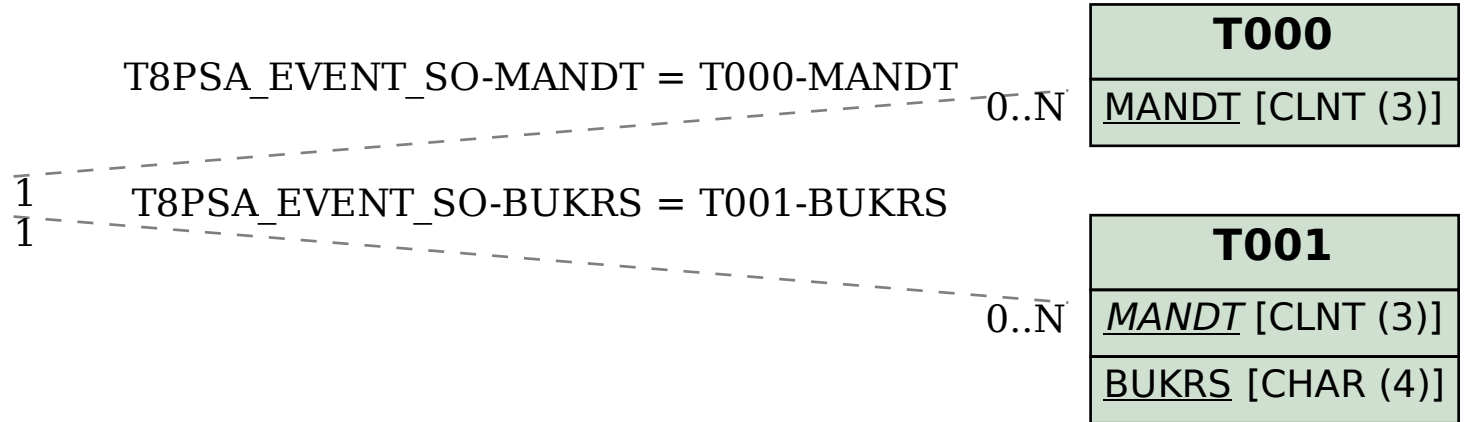 T000
T8PSA_EVENT_SO-MANDT = T000-MANDT
0..N
MANDT [CLNT (3)]
1
T8PSA_EVENT_SO-BUKRS = T001-BUKRS
1
T001
0..N
MANDT [CLNT (3)]
BUKRS [CHAR (4)]